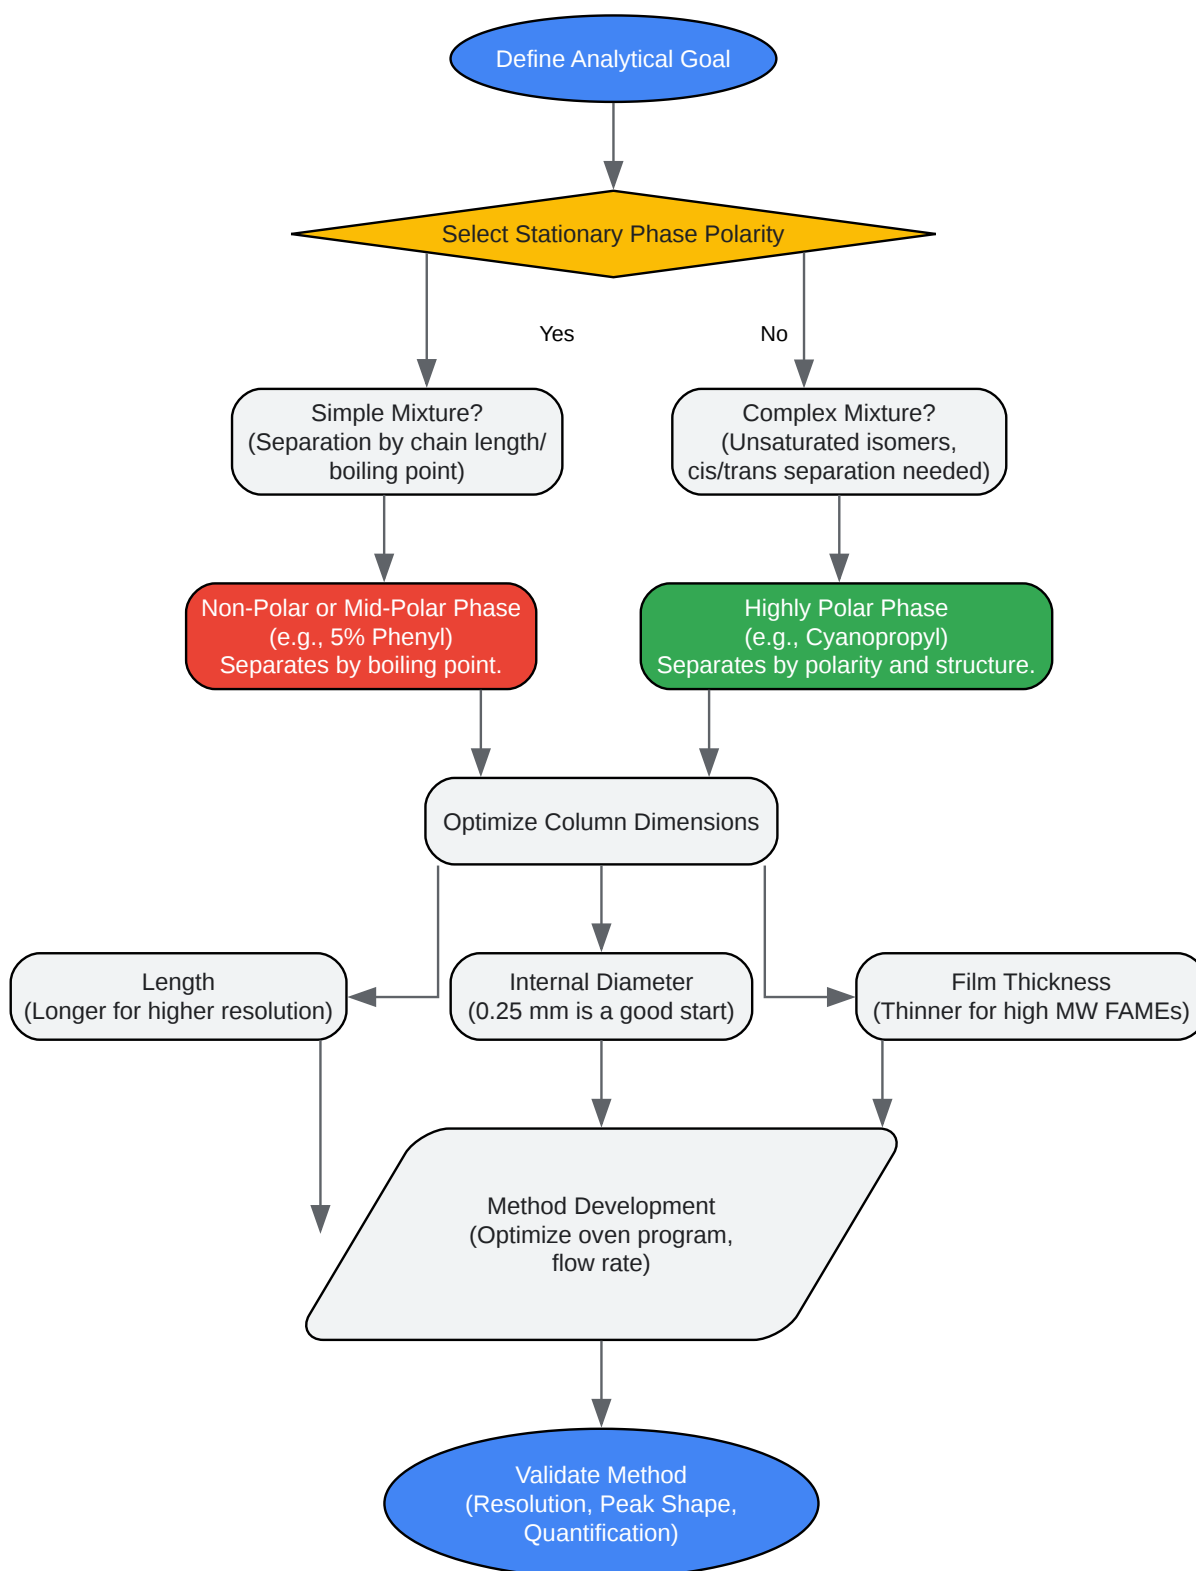 Define Analytical Goal
Select Stationary Phase Polarity
Yes
No
Simple Mixture?
(Separation by chain length/
boiling point)
Complex Mixture?
(Unsaturated isomers,
cis/trans separation needed)
Non-Polar or Mid-Polar Phase
(e.g., 5% Phenyl)
Separates by boiling point.
Highly Polar Phase
(e.g., Cyanopropyl)
Separates by polarity and structure.
Optimize Column Dimensions
Length
(Longer for higher resolution)
Internal Diameter
(0.25 mm is a good start)
Film Thickness
(Thinner for high MW FAMEs)
Method Development
(Optimize oven program,
flow rate)
Validate Method
(Resolution, Peak Shape,
Quantification)